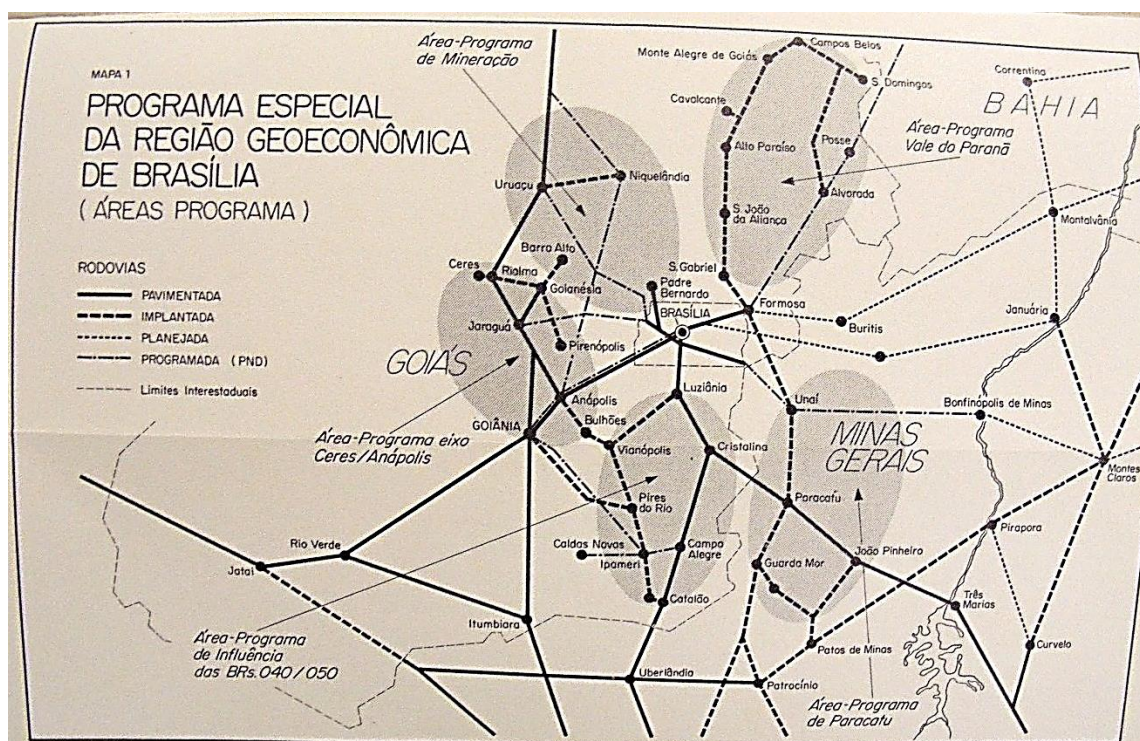 MAPA 1
PROGRAMA ESPECIAL
DA REGIÃO GEOECONÔMICA
DE BRASÍLIA
( ÁREAS PROGRAMA )
RODOVIAS
PAVIMENTADA
IMPLANTADA
PLANEJADA
PROGRAMADA (PND)
Limites Interestaduais
Área-Programa
de Mineração
Monte Alegre de Goiás
Campos Belos
S. Domingos
Cavalcante
Correntina
BAHIA
Área-Programa
Vale do Paranã
Alto Paraíso
Posse
Niquelândia
Uruaçu
Alvorada
S. João
da Aliança
Montalvânia
Barra Alto
Ceres
Rialma
Goianésia
S. Gabriel
Padre
Bernardo
Formosa
BRASÍLIA
Jaraguá
Buritis
Januária
Pirenópolis
GOIÁS
Luziânia
Anápolis
Unaí
Bonfinópolis de Minas
Bulhões
GOIÂNIA
Área-Programa eixo
Ceres/Anápolis
Vianópolis
Cristalina
MINAS
GERAIS
Montes
Claros
Pires
do Rio
Paracatu
Pirapora
Rio Verde
Jataí
Caldas Novas
Ipameri
Campo
Alegre
Guarda Mor
João Pinheiro
Catalão
Três
Marias
Itumbiara
Área-Programa
de Influência
das BRs. 040/050
Patos de Minas
Curvelo
Uberlândia
Patrocínio
Área-Programa
de Paracatu